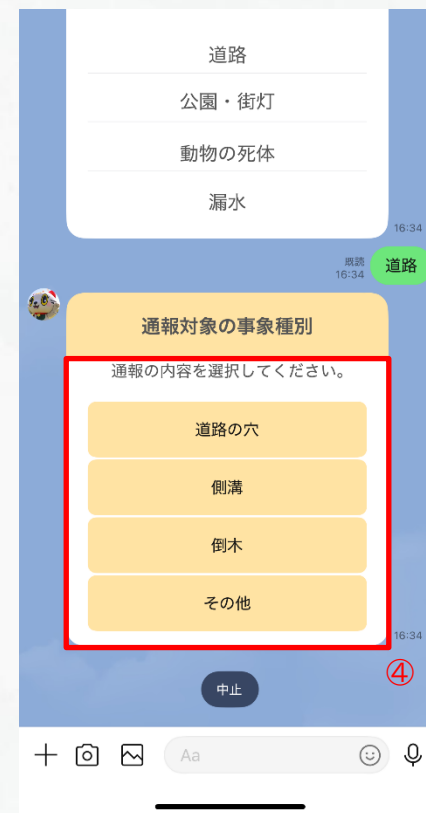 道路
公園・街灯
動物の死体
漏水
16:34
既読
16:34
道路
通報対象の事象種別
通報の内容を選択してください。
道路の穴
側溝
倒木
その他
16:34
④
中止
Aa